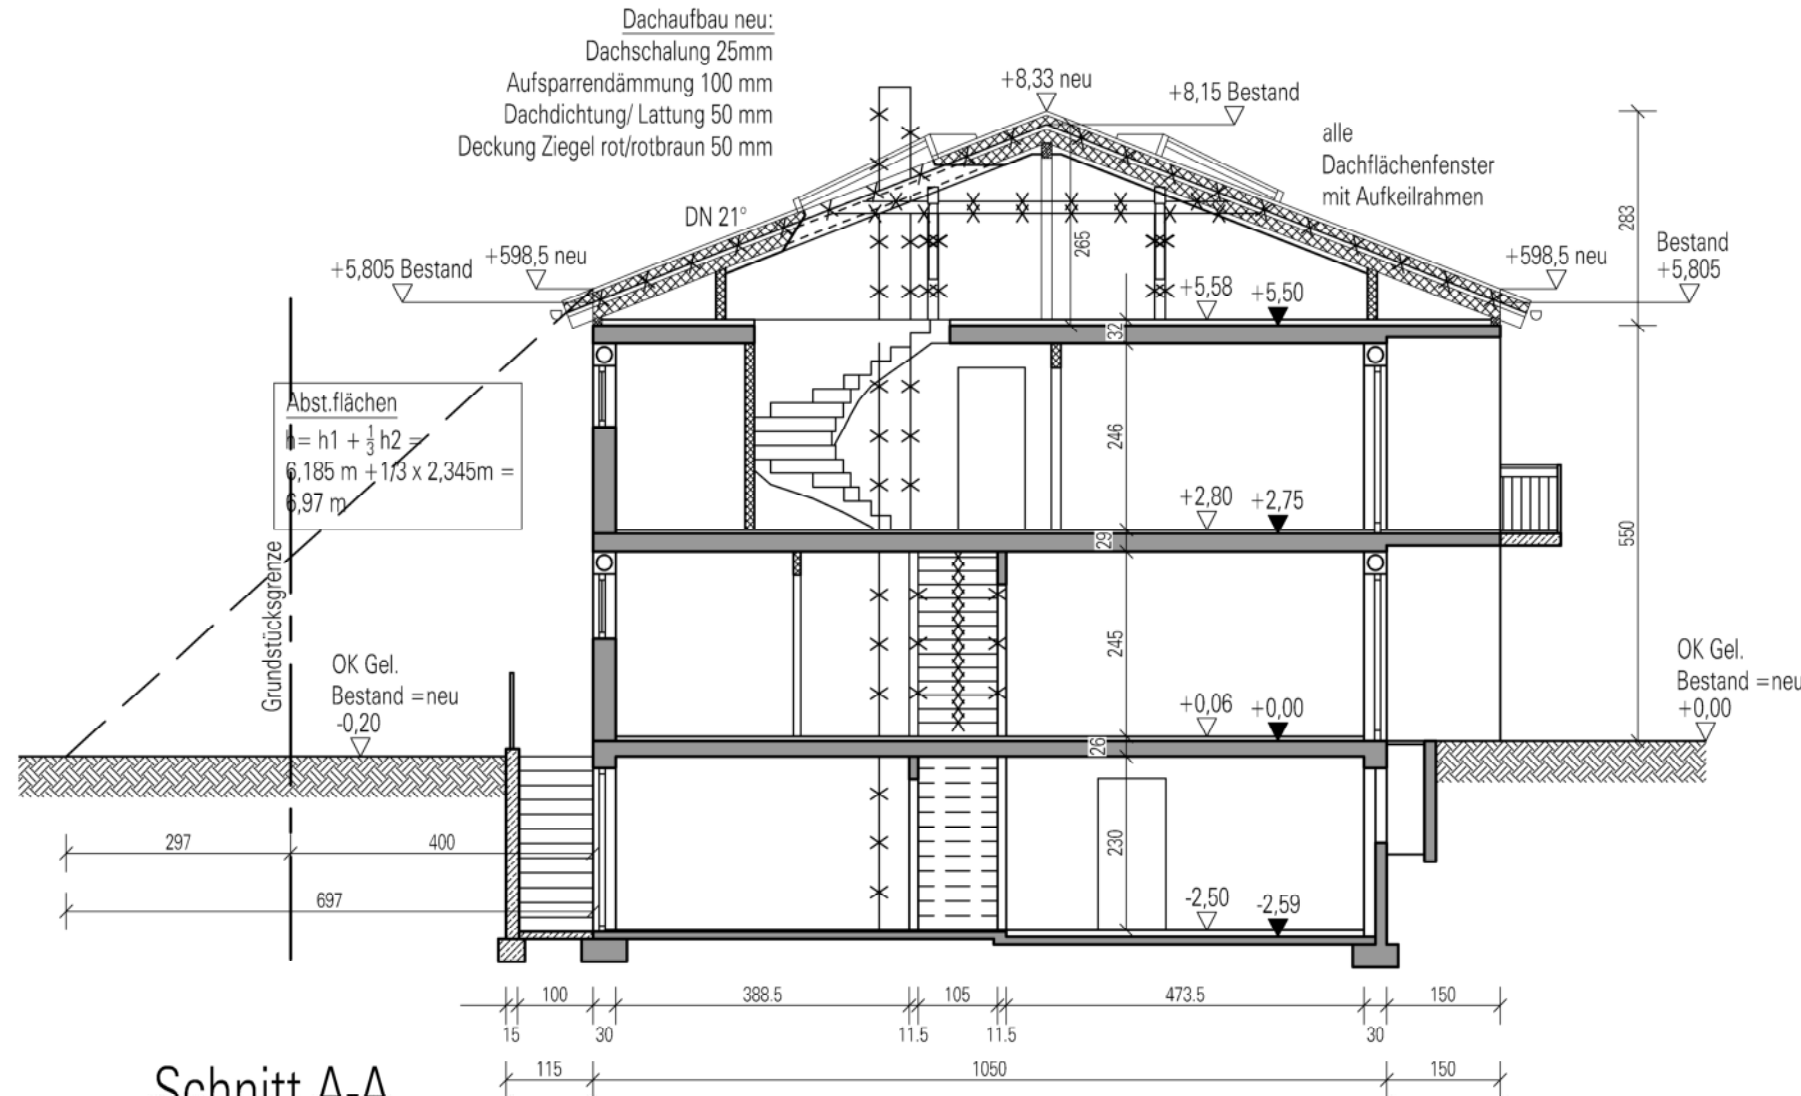 Dachaufbau neu:
Dachschalung 25mm
Aufsparrendämmung 100 mm
Dachdichtung/ Lattung 50 mm
Deckung Ziegel rot/rotbraun 50 mm
+8,33 neu
+8,15 Bestand
alle
Dachflächenfenster
mit Aufkeilrahmen
DN 21°
+5,805 Bestand
+598,5 neu
+598,5 neu
Bestand
+5,805
265
283
+5,58
+5,50
32
Abst.flächen
h= h1 + 1/3 h2 =
6,185 m +1/3 x 2,345m =
6,97 m
246
+2,80
+2,75
29
550
Grundstücksgrenze
OK Gel.
Bestand =neu
-0,20
245
+0,06
+0,00
26
OK Gel.
Bestand =neu
+0,00
297
400
697
230
-2,50
-2,59
100
388.5
105
473.5
150
15
30
11.5
11.5
30
115
1050
150
Schnitt A-A